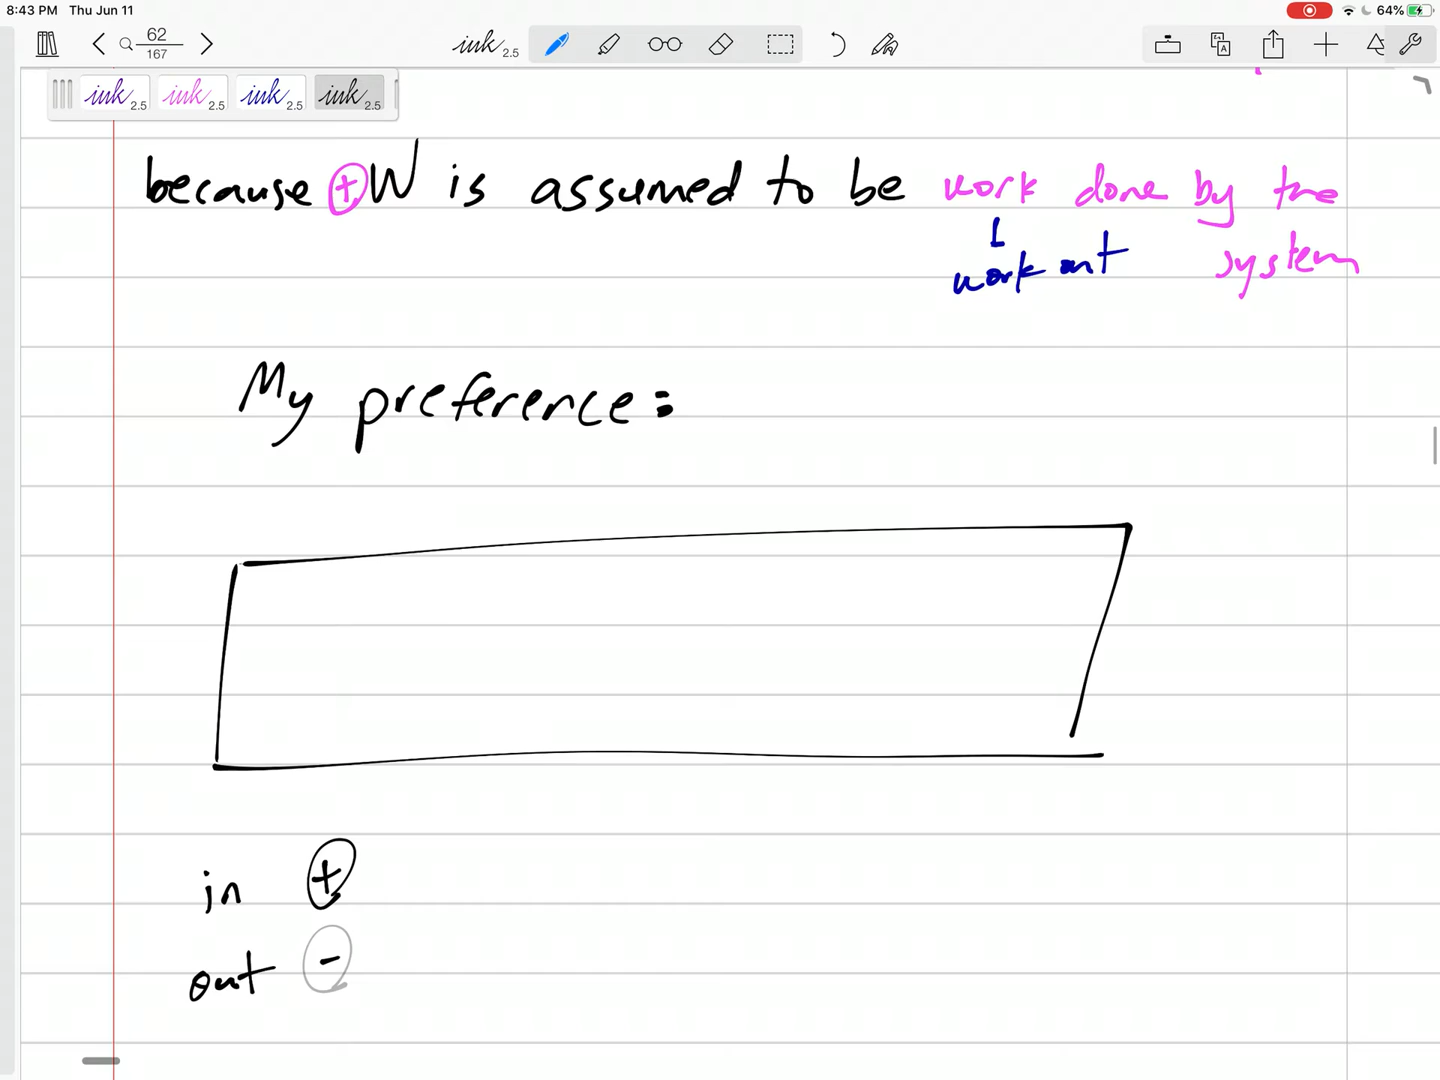 8:43 PM Thu Jun 11
64%
62
167
ink 2.5
ink 2.5 ink 2.5 ink 2.5 ink 2.5
because +W is assumed to be work done by the
work out system
My preference:
in +
out -